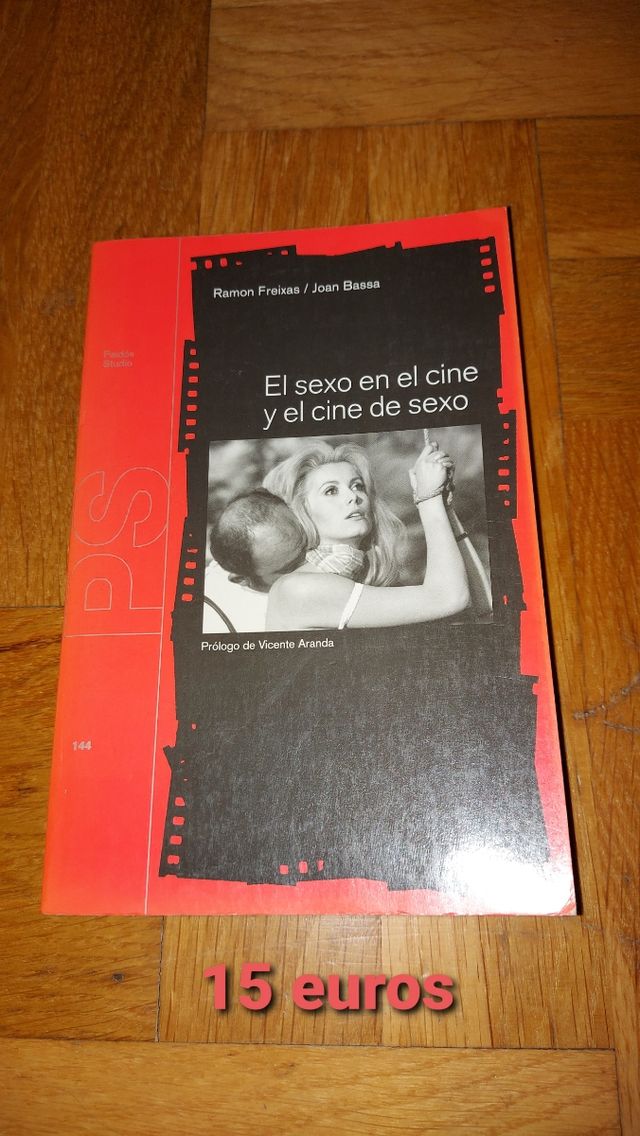 Ramon Freixas / Joan Bassa
Paidós
Studio
El sexo en el cine
y el cine de sexo
PS
Prólogo de Vicente Aranda
144
15 euros